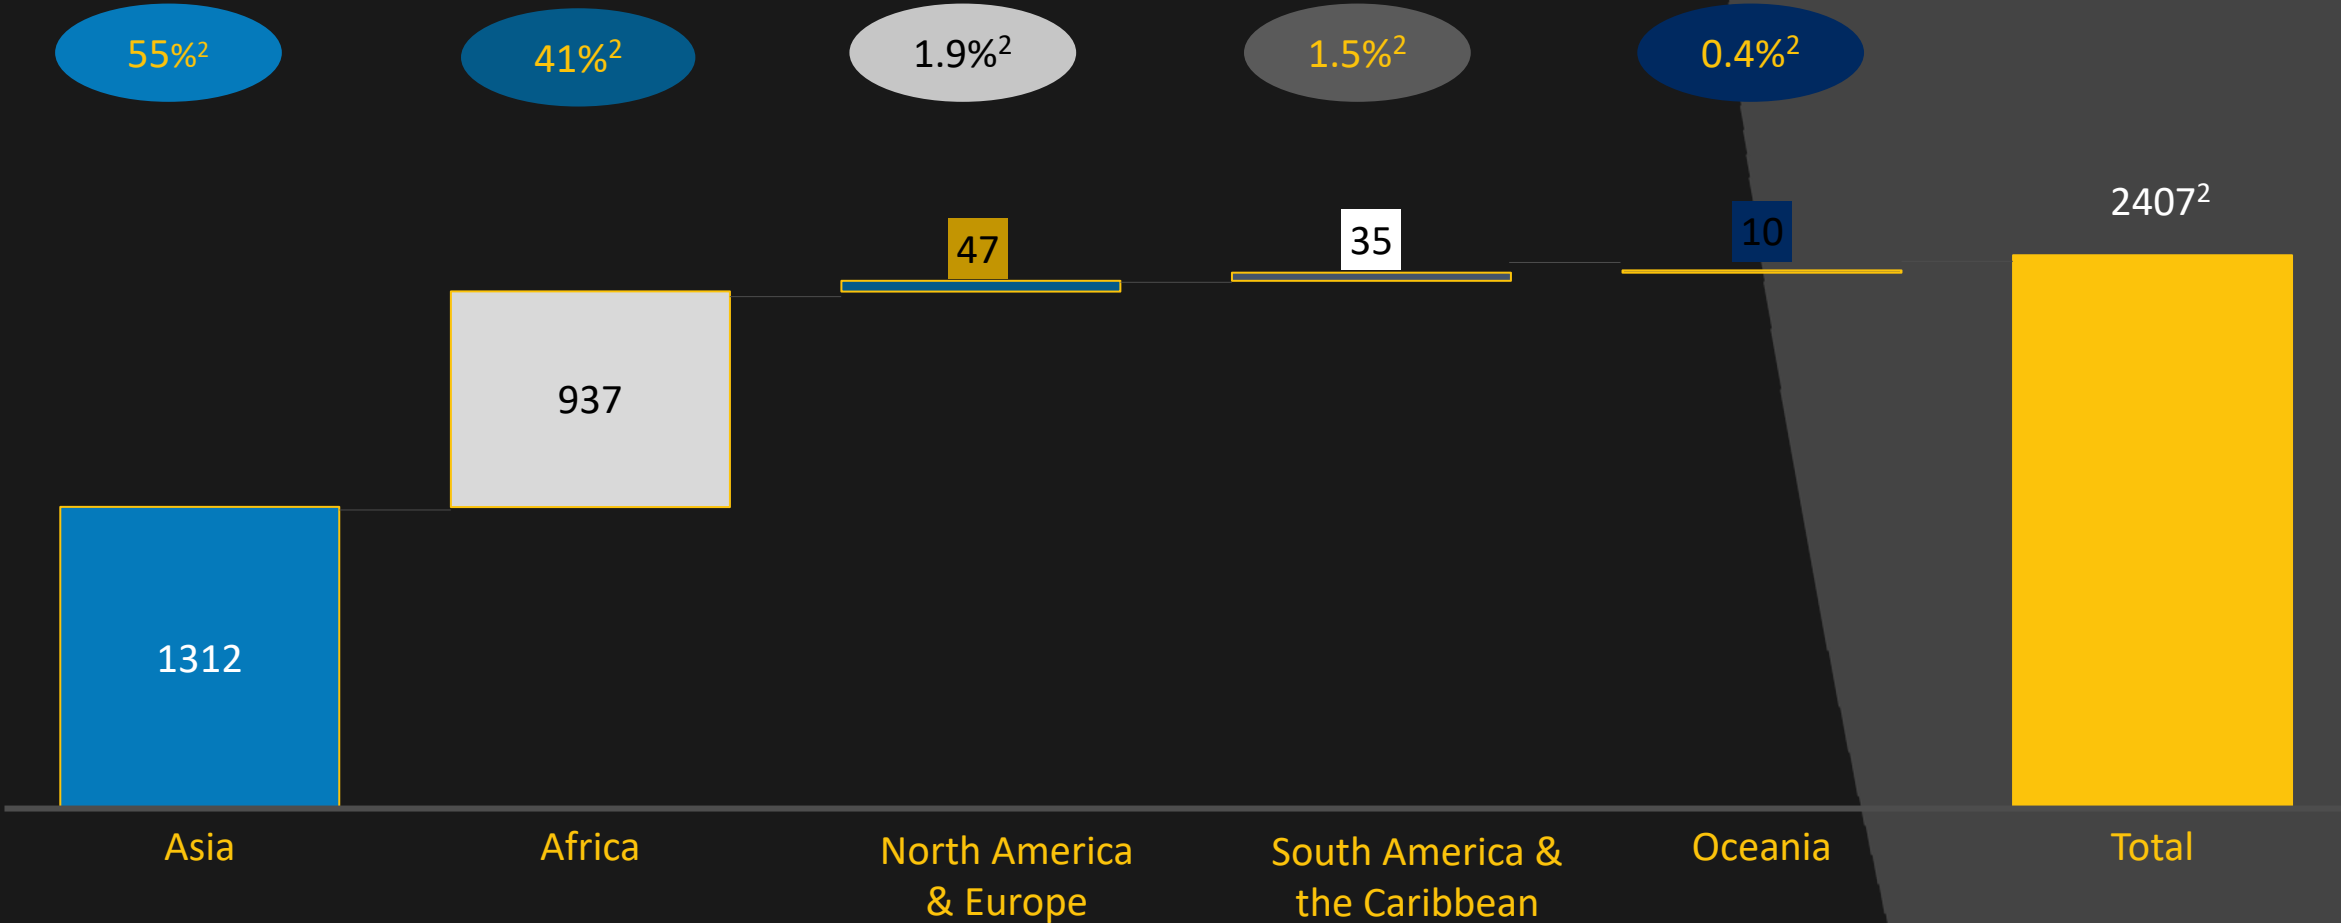 55%²
41%²
1.9%²
1.5%²
0.4%²
2407²
47
35
10
937
1312
Asia
Africa
North America
& Europe
South America &
the Caribbean
Oceania
Total